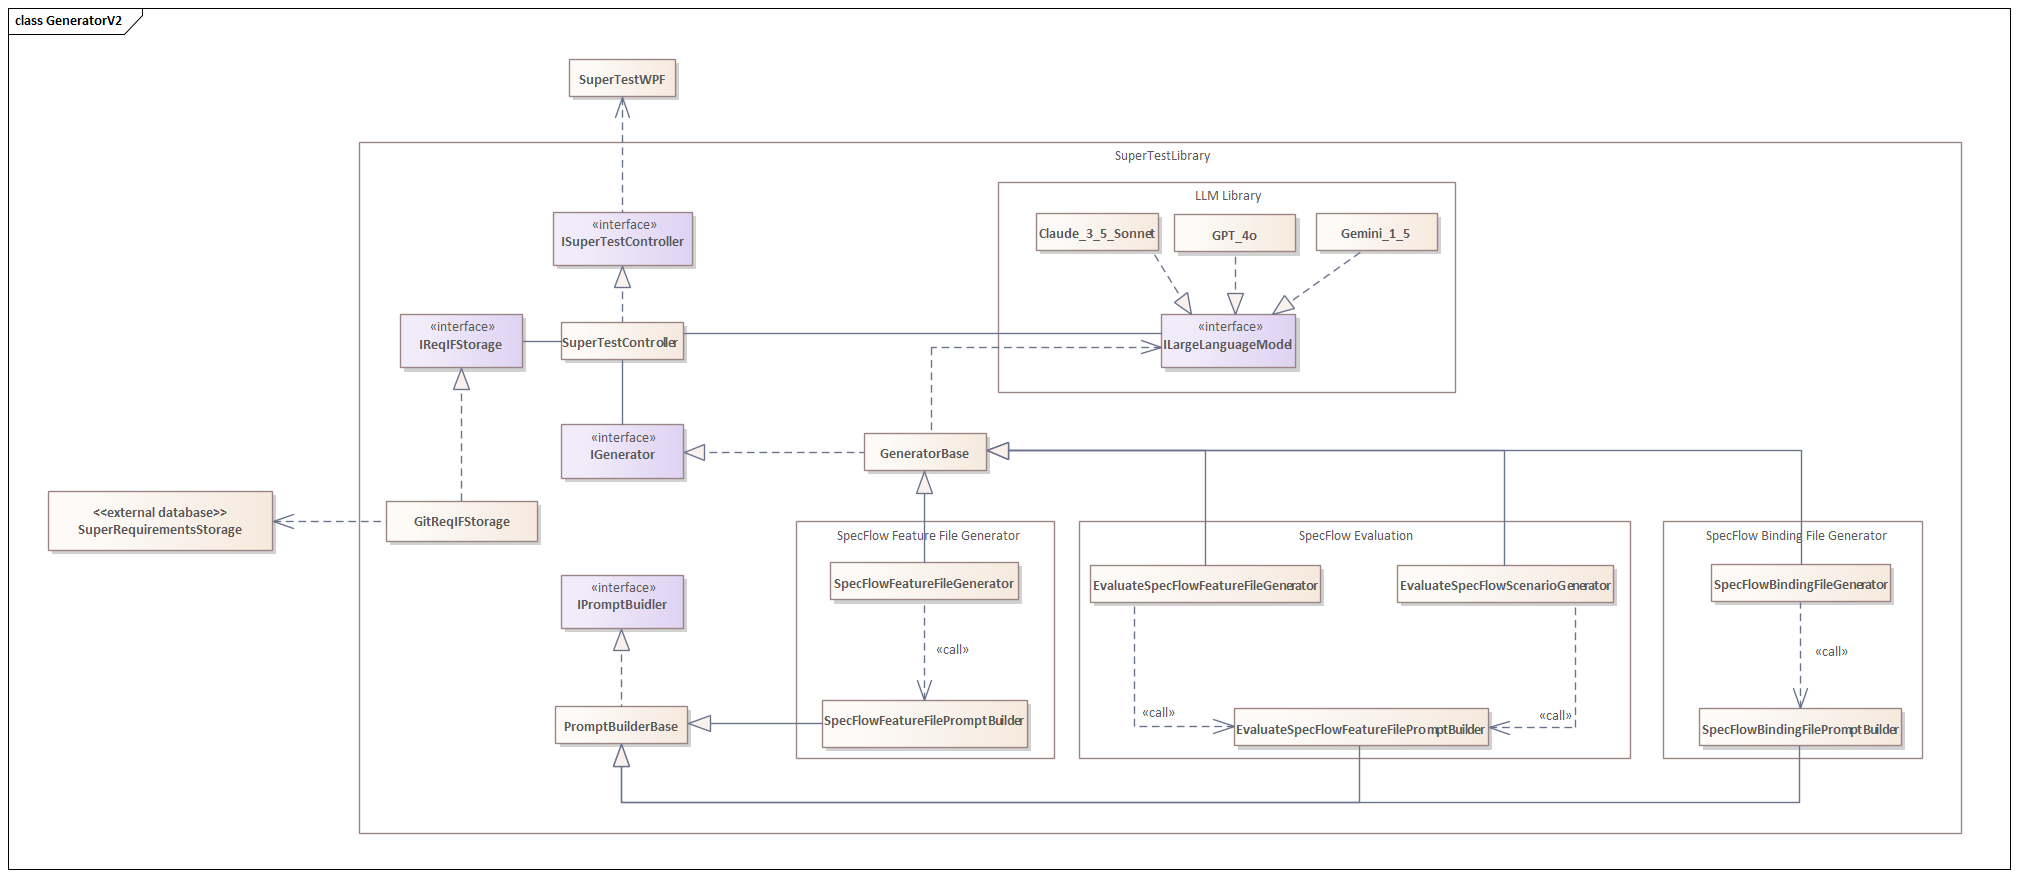 class GeneratorV2
SuperTestWPF
SuperTestLibrary
LLM Library
«interface»
ISuperTestController
Claude_3_5_Sonnet
GPT_4o
Gemini_1_5
«interface»
IReqIFStorage
SuperTestController
«interface»
ILargeLanguageModel
«interface»
IGenerator
GeneratorBase
<<external database>>
SuperRequirementsStorage
GitReqIFStorage
SpecFlow Feature File Generator
SpecFlow Evaluation
SpecFlow Binding File Generator
«interface»
IPromptBuidler
SpecFlowFeatureFileGenerator
EvaluateSpecFlowFeatureFileGenerator
EvaluateSpecFlowScenarioGenerator
SpecFlowBindingFileGenerator
«call»
«call»
«call»
«call»
PromptBuilderBase
SpecFlowFeatureFilePromptBuilder
EvaluateSpecFlowFeatureFilePromptBuilder
SpecFlowBindingFilePromptBuilder